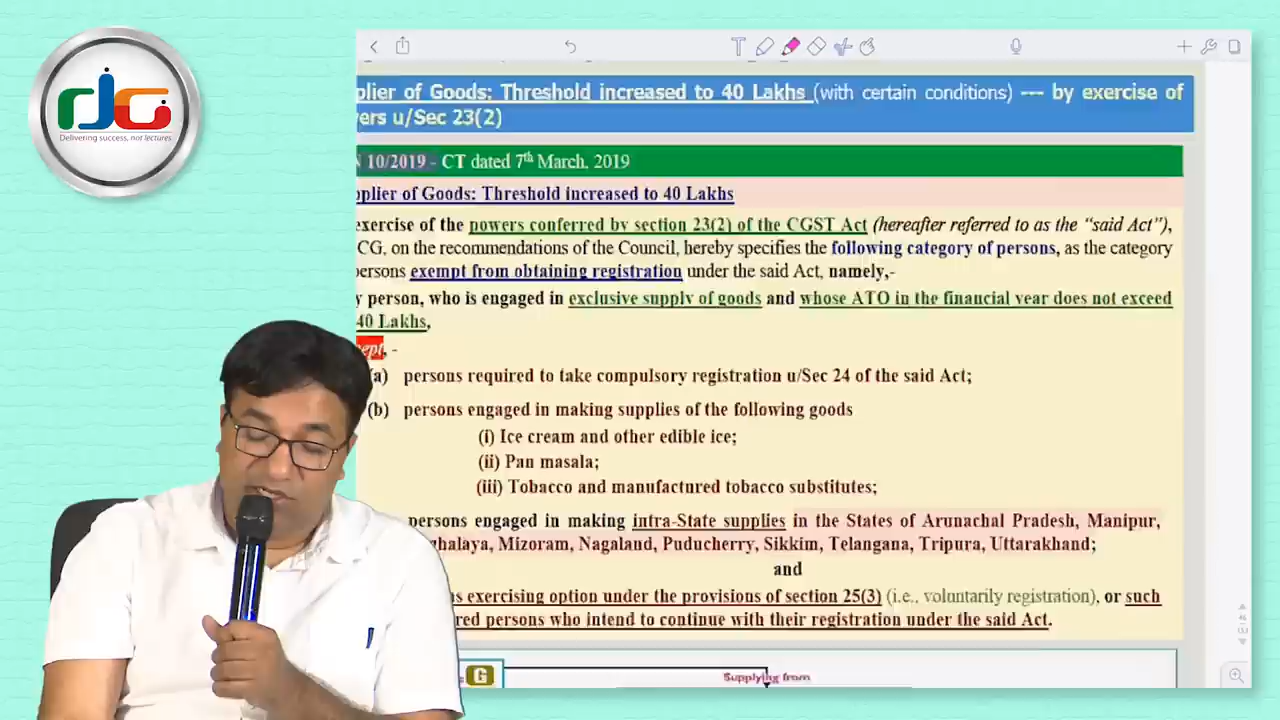 Delivering success, not lectures
plier of Goods: Threshold increased to 40 Lakhs (with certain conditions) --- by exercise of
vers u/Sec 23(2)
N 10/2019 - CT dated 7th March, 2019
pplier of Goods: Threshold increased to 40 Lakhs
exercise of the powers conferred by section 23(2) of the CGST Act (hereafter referred to as the “said Act”),
CG, on the recommendations of the Council, hereby specifies the following category of persons, as the category
persons exempt from obtaining registration under the said Act, namely,-
y person, who is engaged in exclusive supply of goods and whose ATO in the financial year does not exceed
40 Lakhs,
cept, -
(a) persons required to take compulsory registration u/Sec 24 of the said Act;
(b) persons engaged in making supplies of the following goods
(i) Ice cream and other edible ice;
(ii) Pan masala;
(iii) Tobacco and manufactured tobacco substitutes;
persons engaged in making intra-State supplies in the States of Arunachal Pradesh, Manipur,
ghalaya, Mizoram, Nagaland, Puducherry, Sikkim, Telangana, Tripura, Uttarakhand;
and
ns exercising option under the provisions of section 25(3) (i.e., voluntarily registration), or such
red persons who intend to continue with their registration under the said Act.
G
Supplying from